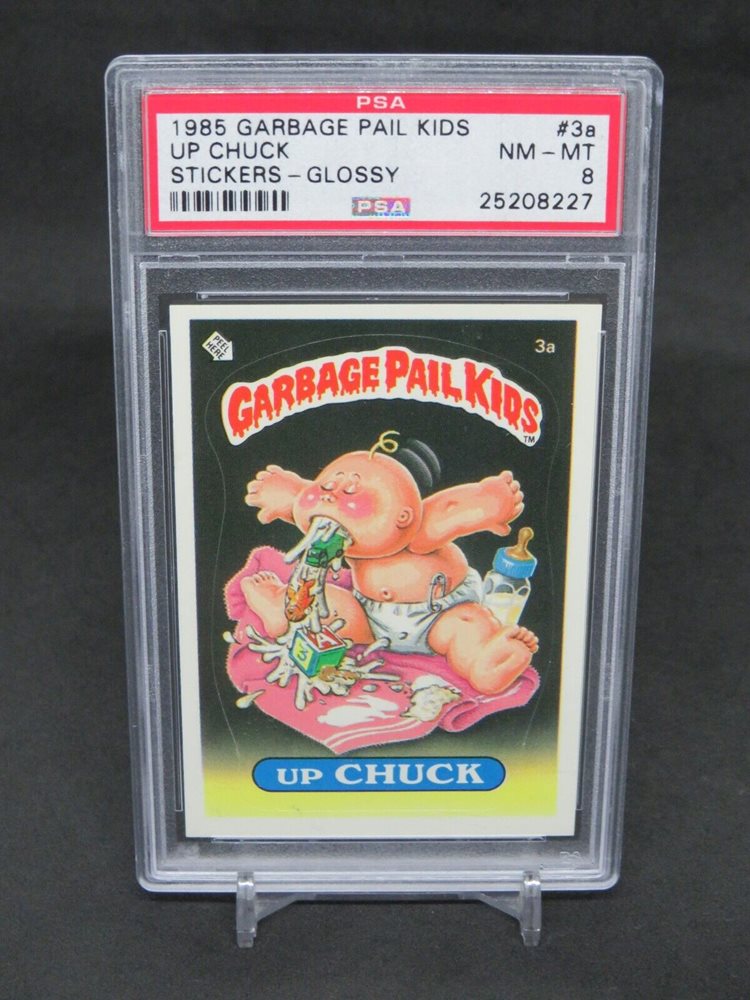 PSA
1985 GARBAGE PAIL KIDS #3a
UP CHUCK NM - MT
STICKERS - GLOSSY 8
PSA 25208227
PEEL HERE
3a
GARBAGE PAIL KIDS
TM
UP CHUCK